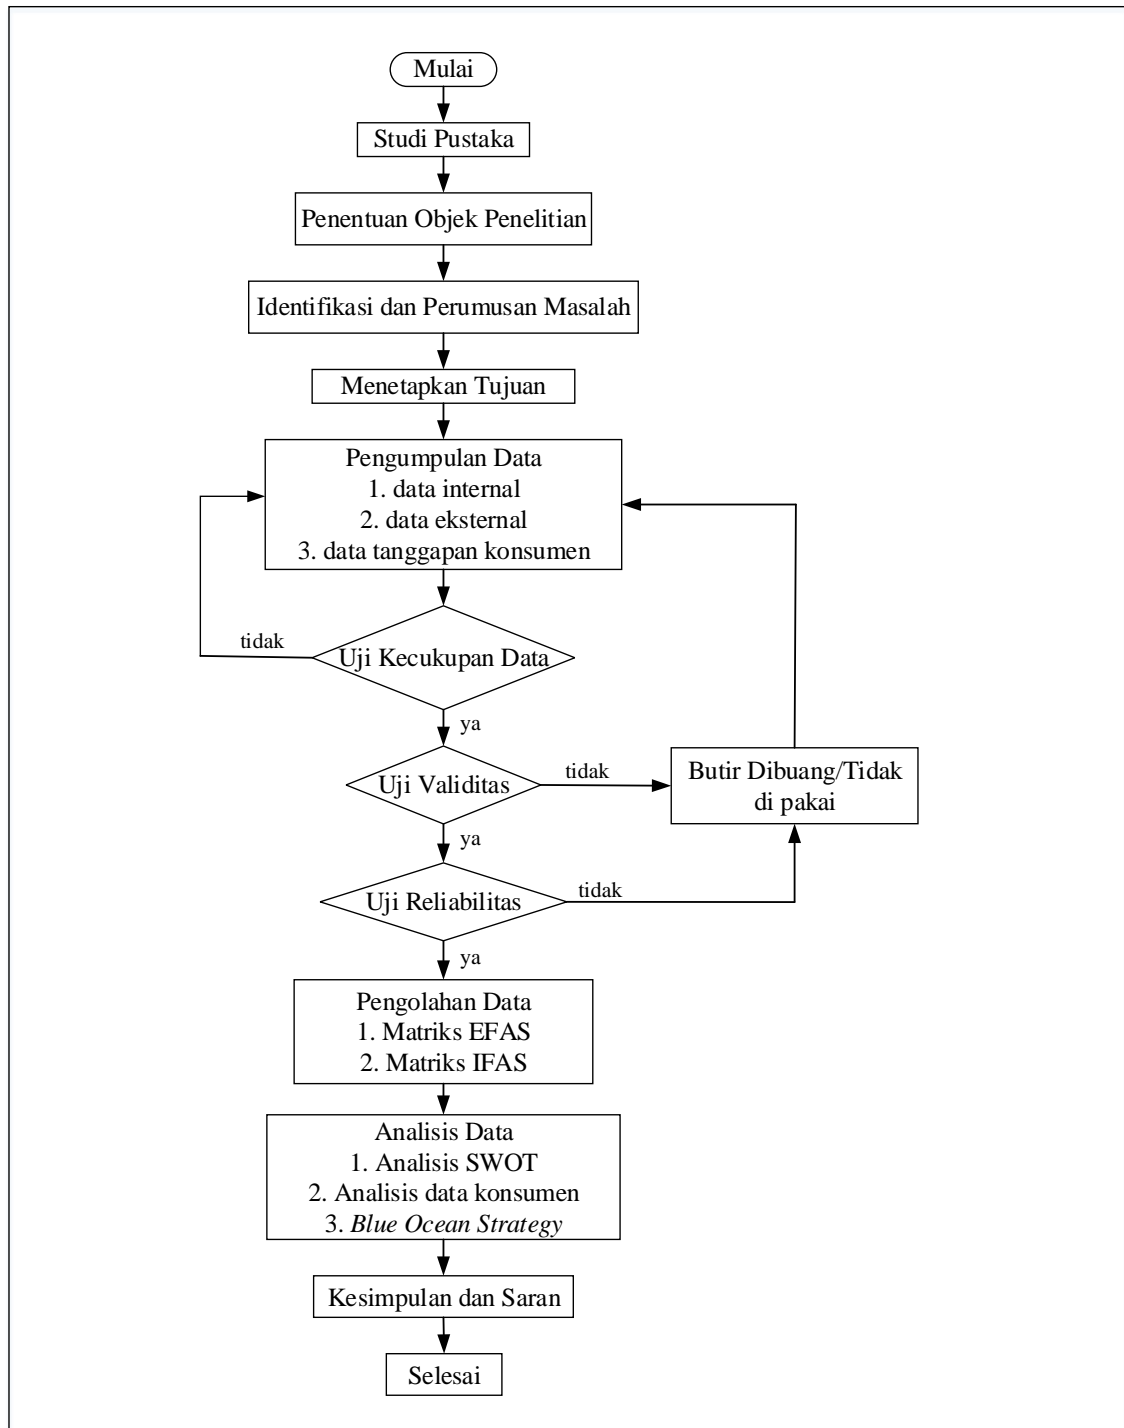 Mulai
Studi Pustaka
Penentuan Objek Penelitian
Identifikasi dan Perumusan Masalah
Menetapkan Tujuan
Pengumpulan Data
1. data internal
2. data eksternal
3. data tanggapan konsumen
tidak
Uji Kecukupan Data
ya
Uji Validitas
tidak
Butir Dibuang/Tidak
di pakai
ya
Uji Reliabilitas
tidak
ya
Pengolahan Data
1. Matriks EFAS
2. Matriks IFAS
Analisis Data
1. Analisis SWOT
2. Analisis data konsumen
3. Blue Ocean Strategy
Kesimpulan dan Saran
Selesai